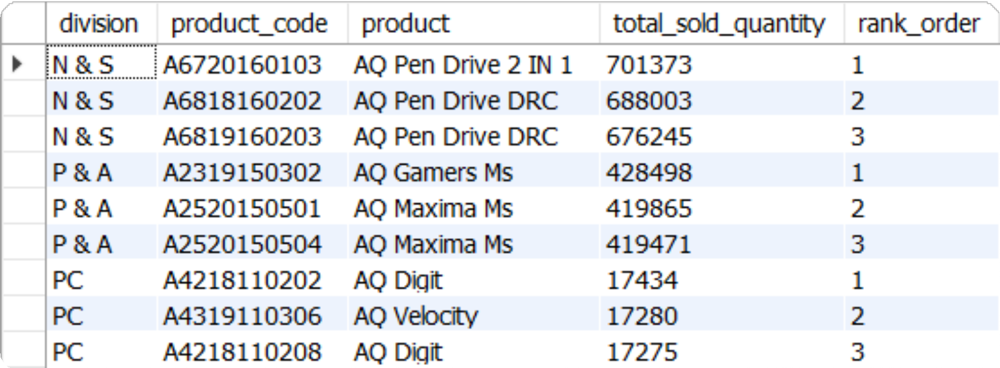 division product_code product total_sold_quantity rank_order
N & S A6720160103 AQ Pen Drive 2 IN 1 701373 1
N & S A6818160202 AQ Pen Drive DRC 688003 2
N & S A6819160203 AQ Pen Drive DRC 676245 3
P & A A2319150302 AQ Gamers Ms 428498 1
P & A A2520150501 AQ Maxima Ms 419865 2
P & A A2520150504 AQ Maxima Ms 419471 3
PC A4218110202 AQ Digit 17434 1
PC A4319110306 AQ Velocity 17280 2
PC A4218110208 AQ Digit 17275 3